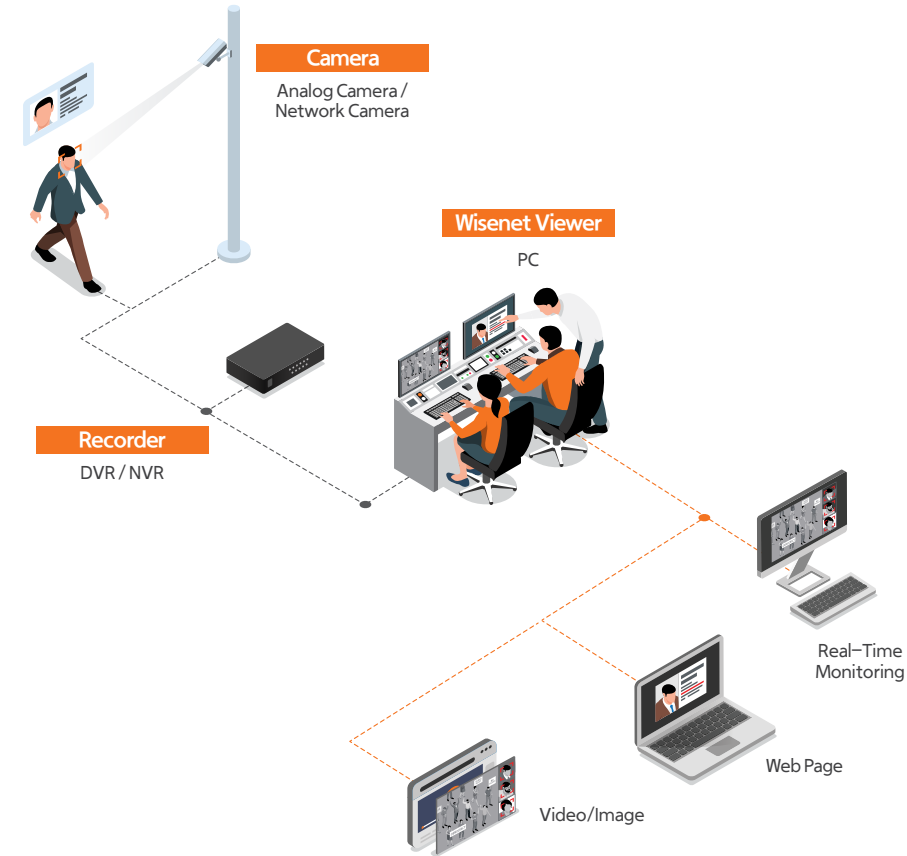 Camera
Analog Camera /
Network Camera
Wisenet Viewer
PC
Recorder
DVR / NVR
Real–Time
Monitoring
Web Page
Video/Image